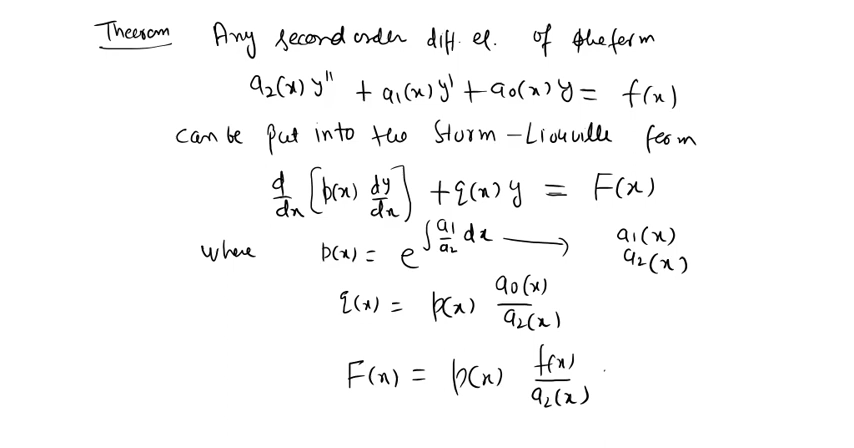 Theorem Any second order diff. eq. of the form
a₂(x) y'' + a₁(x) y' + a₀(x) y = f(x)
can be put into the Sturm-Liouville form
d/dx [p(x) dy/dx] + q(x) y = F(x)
where p(x) = e^{∫ a₁/a₂ dx} ⟶ a₁(x)
a₂(x)
q(x) = p(x) a₀(x)/a₂(x)
F(x) = p(x) f(x)/a₂(x)